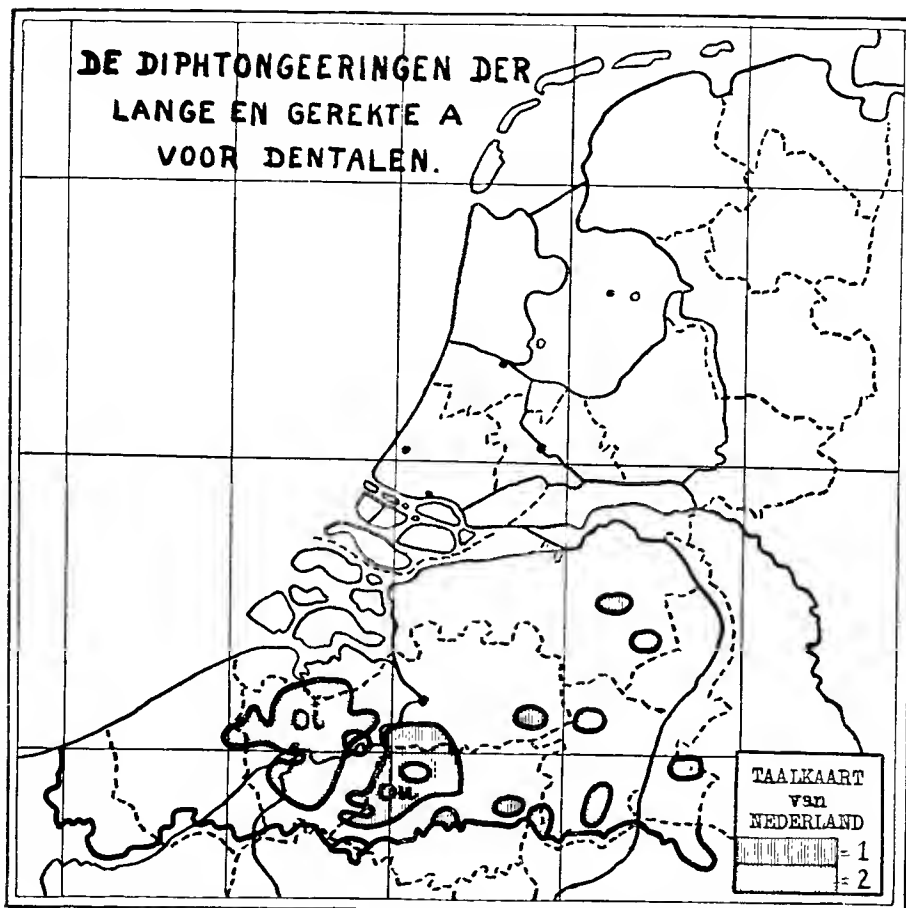 DE DIPHTONGEERINGEN DER
LANGE EN GEREKTE A
VOOR DENTALEN.
oi
ou
TAALKAART
van
NEDERLAND
= 1
= 2